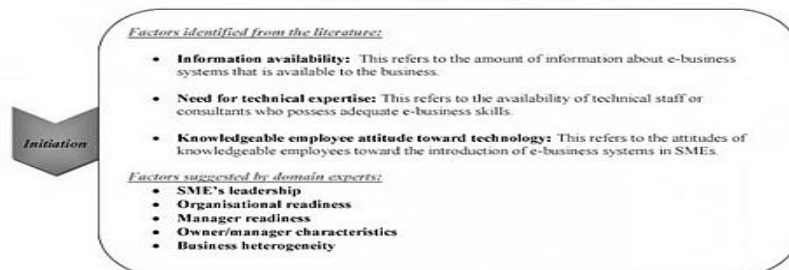 Factors identified from the literature:
• Information availability: This refers to the amount of information about e-business
systems that is available to the business.
• Need for technical expertise: This refers to the availability of technical staff or
consultants who possess adequate e-business skills.
• Knowledgeable employee attitude toward technology: This refers to the attitudes of
knowledgeable employees toward the introduction of e-business systems in SMEs.
Initiation
Factors suggested by domain experts:
• SME's leadership
• Organisational readiness
• Manager readiness
• Owner/manager characteristics
• Business heterogeneity